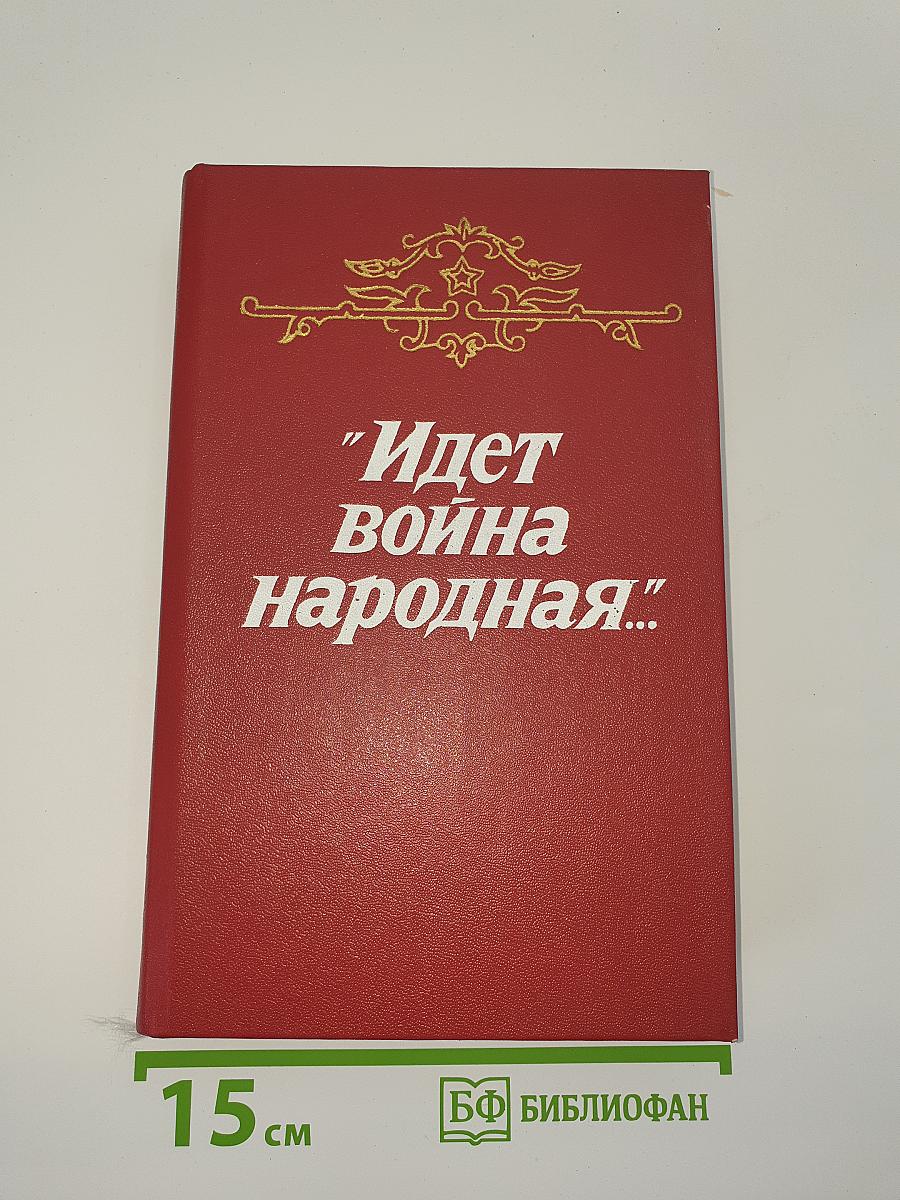 "Идет
война
народная..."
15 см
БФ БИБЛИОФАН